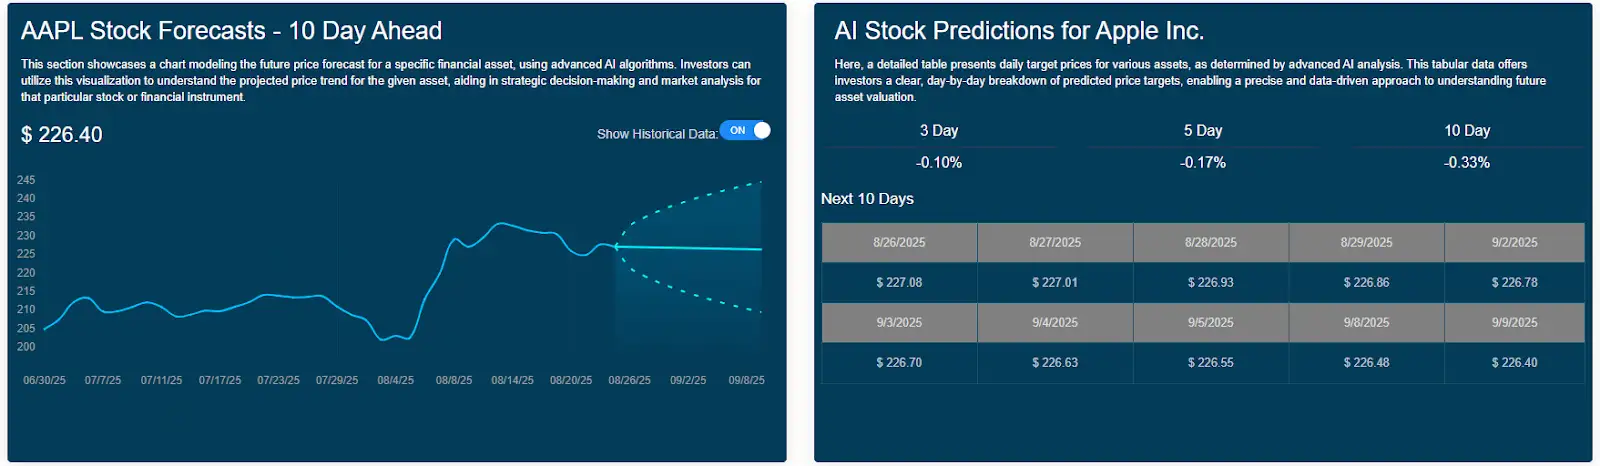 AAPL Stock Forecasts - 10 Day Ahead
This section showcases a chart modeling the future price forecast for a specific financial asset, using advanced AI algorithms. Investors can
utilize this visualization to understand the projected price trend for the given asset, aiding in strategic decision-making and market analysis for
that particular stock or financial instrument.
$ 226.40
Show Historical Data: ON
245
240
235
230
225
220
215
210
205
200
06/30/25 07/7/25 07/11/25 07/17/25 07/23/25 07/29/25 08/4/25 08/8/25 08/14/25 08/20/25 08/26/25 09/2/25 09/8/25
AI Stock Predictions for Apple Inc.
Here, a detailed table presents daily target prices for various assets, as determined by advanced AI analysis. This tabular data offers
investors a clear, day-by-day breakdown of predicted price targets, enabling a precise and data-driven approach to understanding future
asset valuation.
3 Day 5 Day 10 Day
-0.10% -0.17% -0.33%
Next 10 Days
8/26/2025 8/27/2025 8/28/2025 8/29/2025 9/2/2025
$ 227.08 $ 227.01 $ 226.93 $ 226.86 $ 226.78
9/3/2025 9/4/2025 9/5/2025 9/8/2025 9/9/2025
$ 226.70 $ 226.63 $ 226.55 $ 226.48 $ 226.40